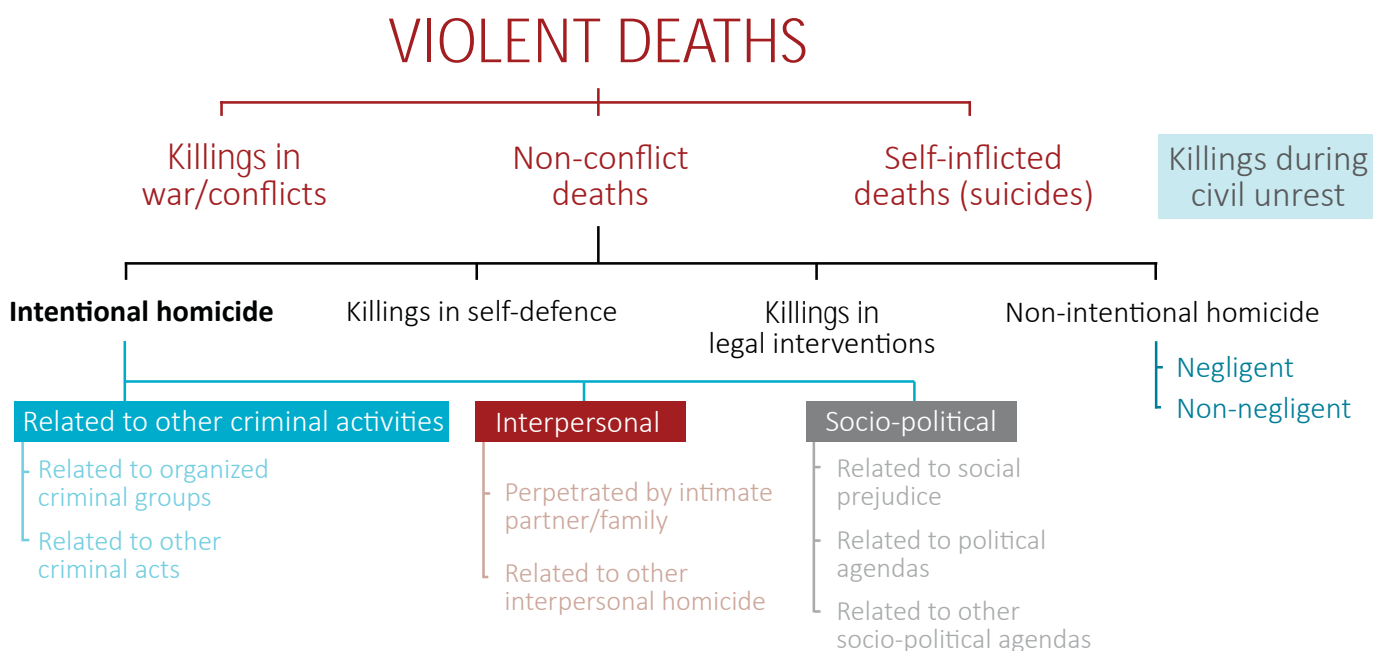 VIOLENT DEATHS
Killings in
war/conflicts
Non-conflict
deaths
Self-inflicted
deaths (suicides)
Killings during
civil unrest
Intentional homicide
Killings in self-defence
Killings in
legal interventions
Non-intentional homicide
Negligent
Non-negligent
Related to other criminal activities
Related to organized
criminal groups
Related to other
criminal acts
Interpersonal
Perpetrated by intimate
partner/family
Related to other
interpersonal homicide
Socio-political
Related to social
prejudice
Related to political
agendas
Related to other
socio-political agendas